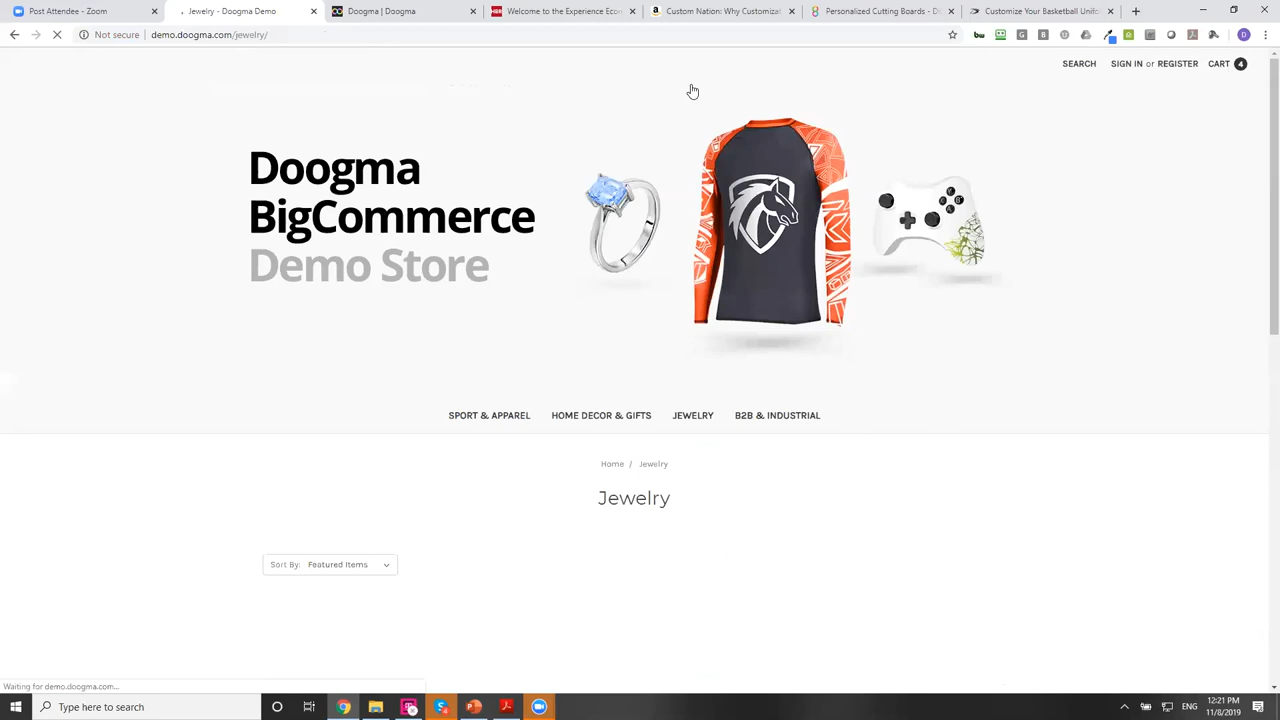 Post Attendee - Zoom
Jewelry - Doogma Demo
Doogma | Doogma
Welcome to the Experience Econ
Custom Nation: Why Customizat
Personalized Cutting Boards - De
Customize Your Basketball Unifo
Not secure | demo.doogma.com/jewelry/
SEARCH SIGN IN or REGISTER CART 4
Doogma
BigCommerce
Demo Store
SPORT & APPAREL HOME DECOR & GIFTS JEWELRY B2B & INDUSTRIAL
Home / Jewelry
Jewelry
Sort By: Featured Items
Waiting for demo.doogma.com...
Type here to search
ENG
12:21 PM
11/8/2019